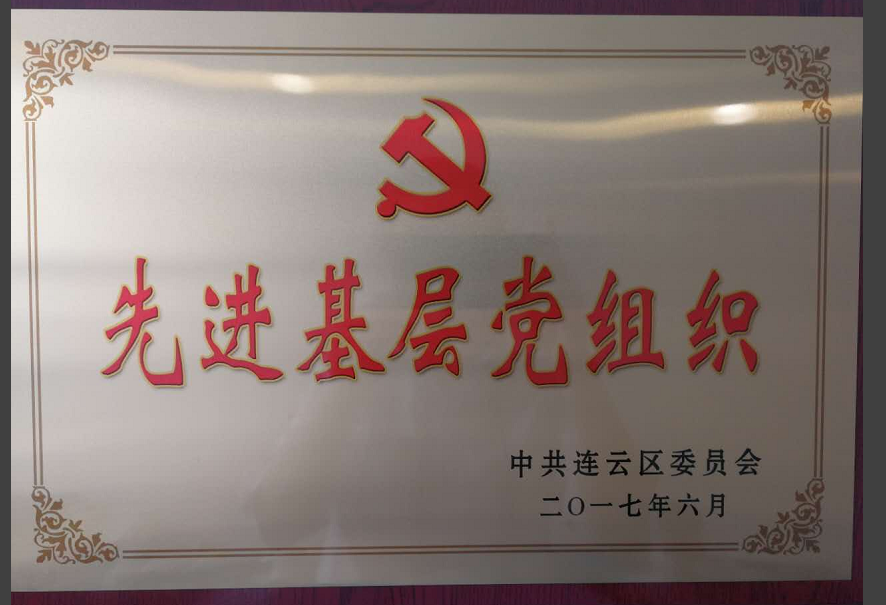 先进基层党组织
中共连云区委员会
二〇一七年六月